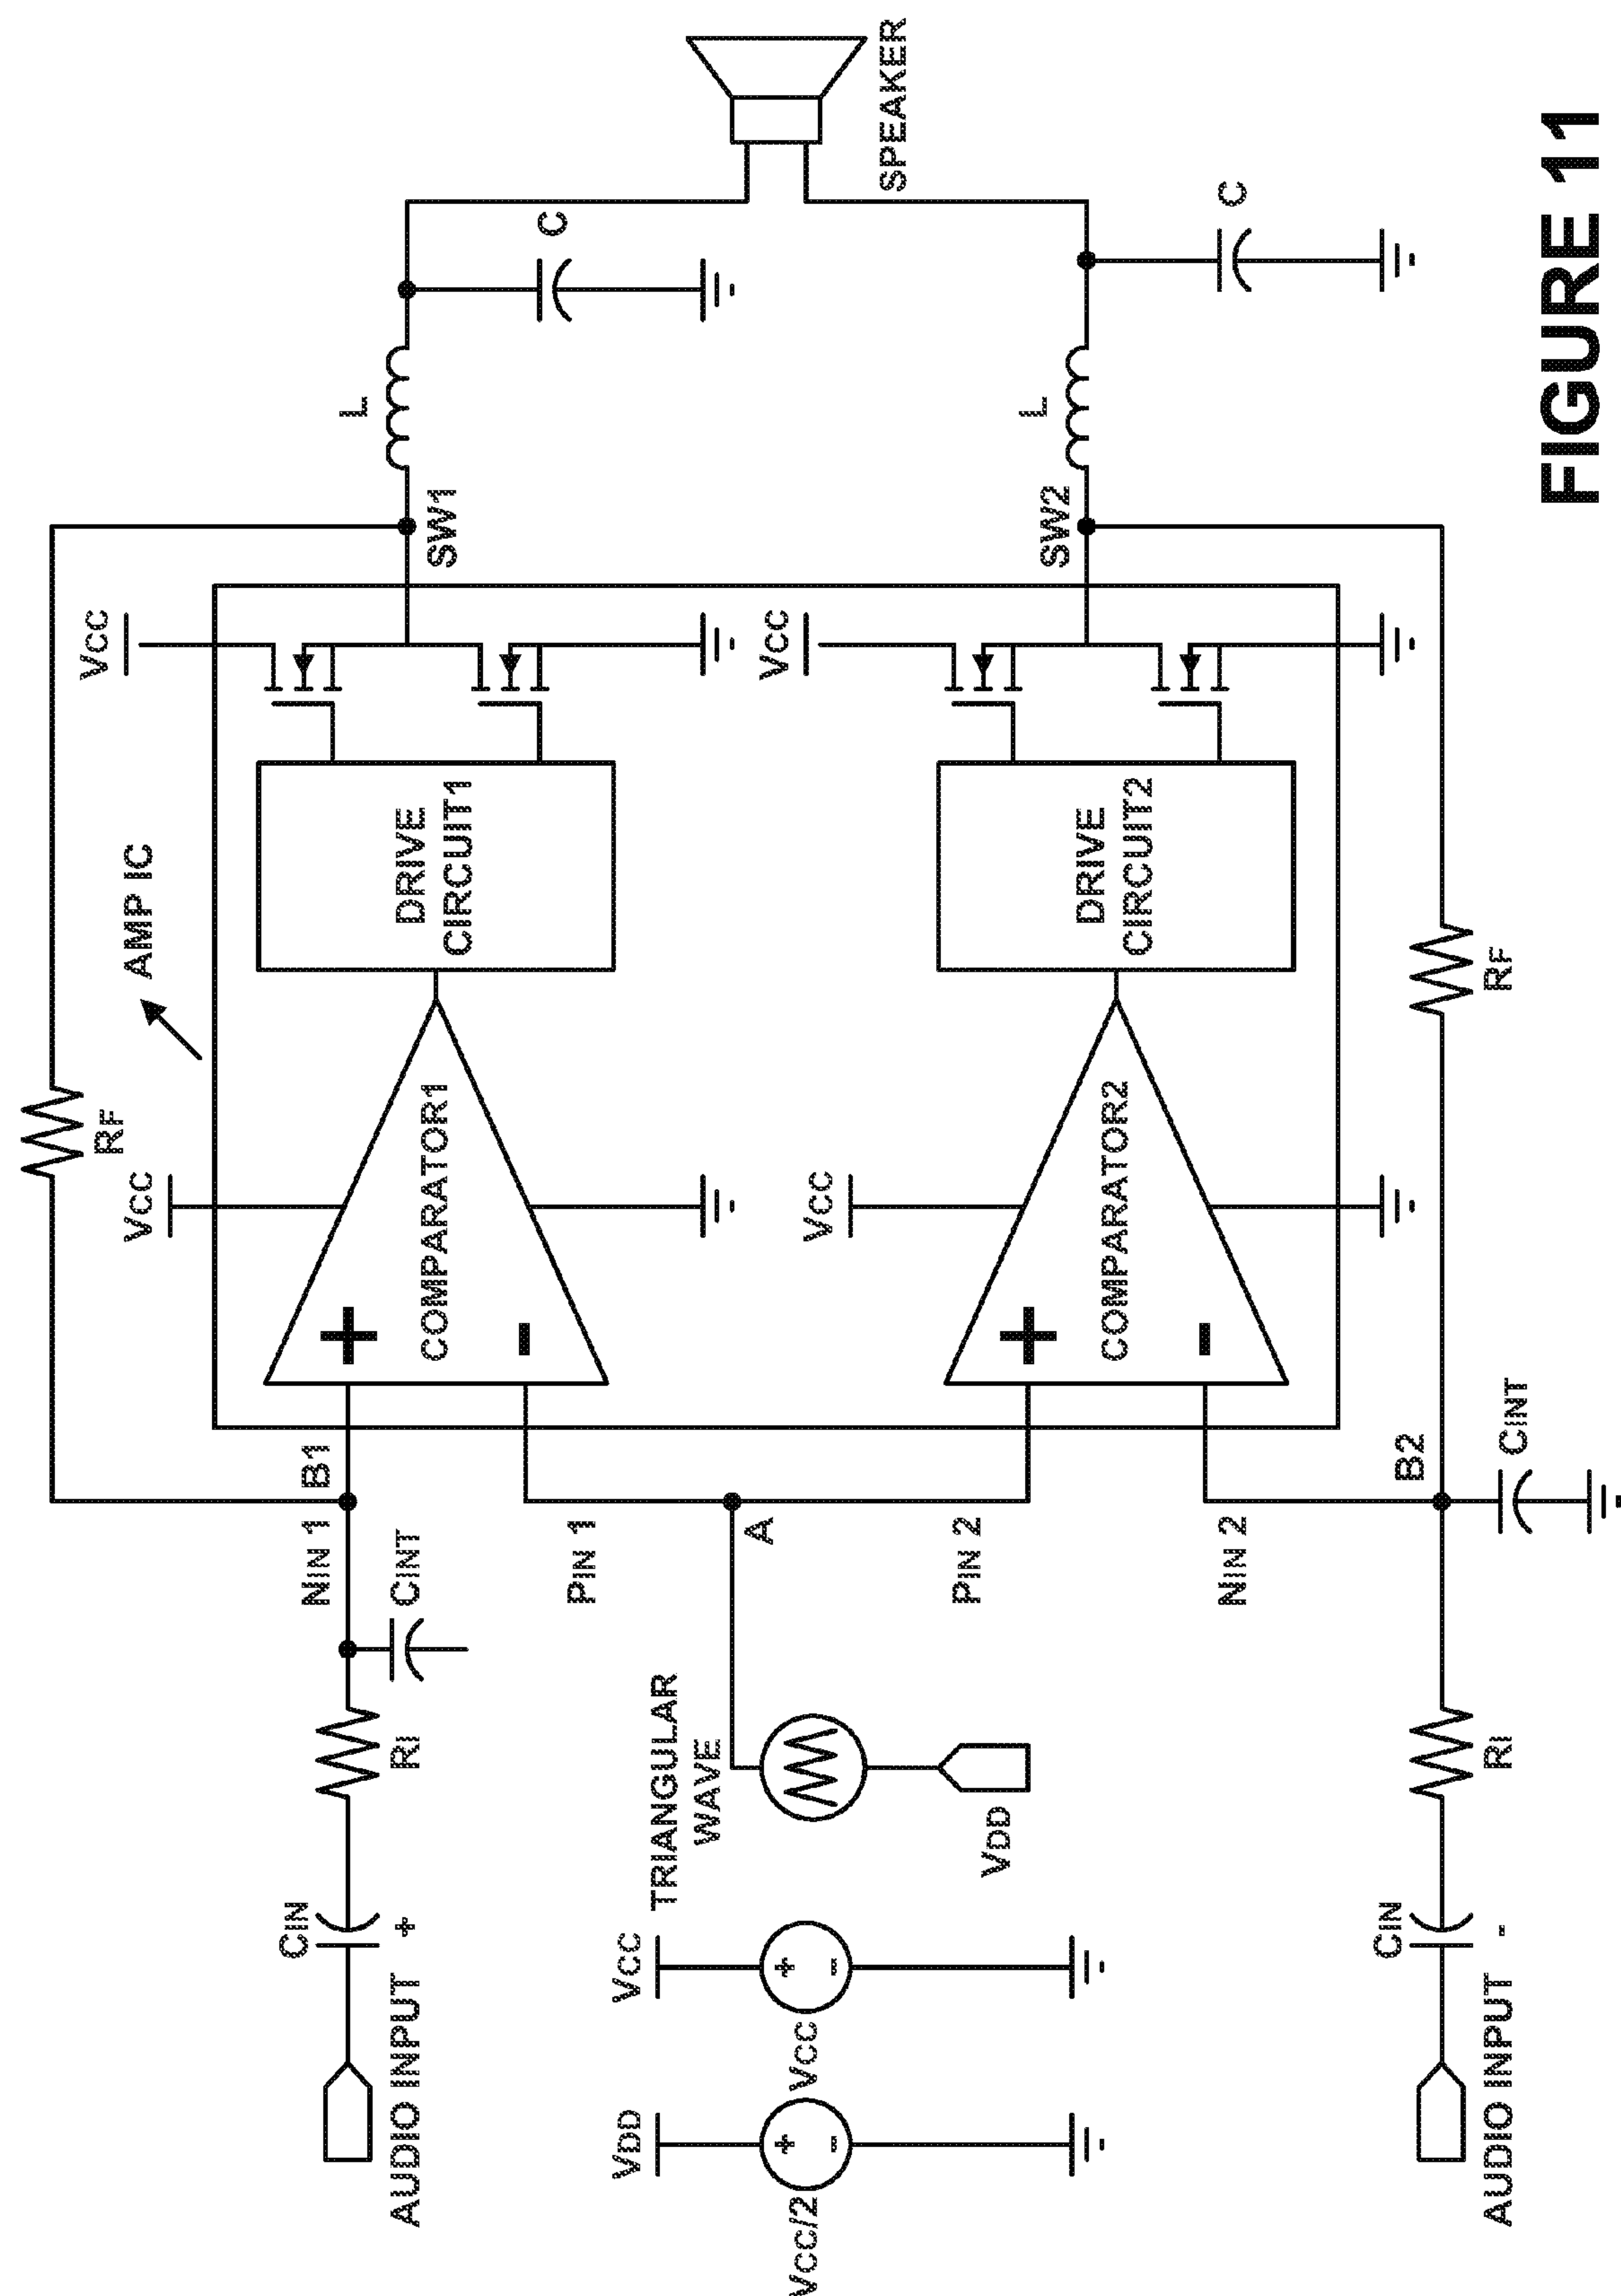 AMP IC
RF
VCC
VCC
NIN 1
B1
COMPARATOR1
+
-
DRIVE
CIRCUIT1
SW1
L
C
AUDIO INPUT
+
CIN
RI
CINT
PIN 1
A
TRIANGULAR
WAVE
VDD
VDD
VCC/2
+
-
VCC
VCC
+
-
SPEAKER
VCC
VCC
PIN 2
NIN 2
COMPARATOR2
+
-
DRIVE
CIRCUIT2
SW2
L
C
AUDIO INPUT
-
CIN
RI
B2
CINT
RF
FIGURE 11